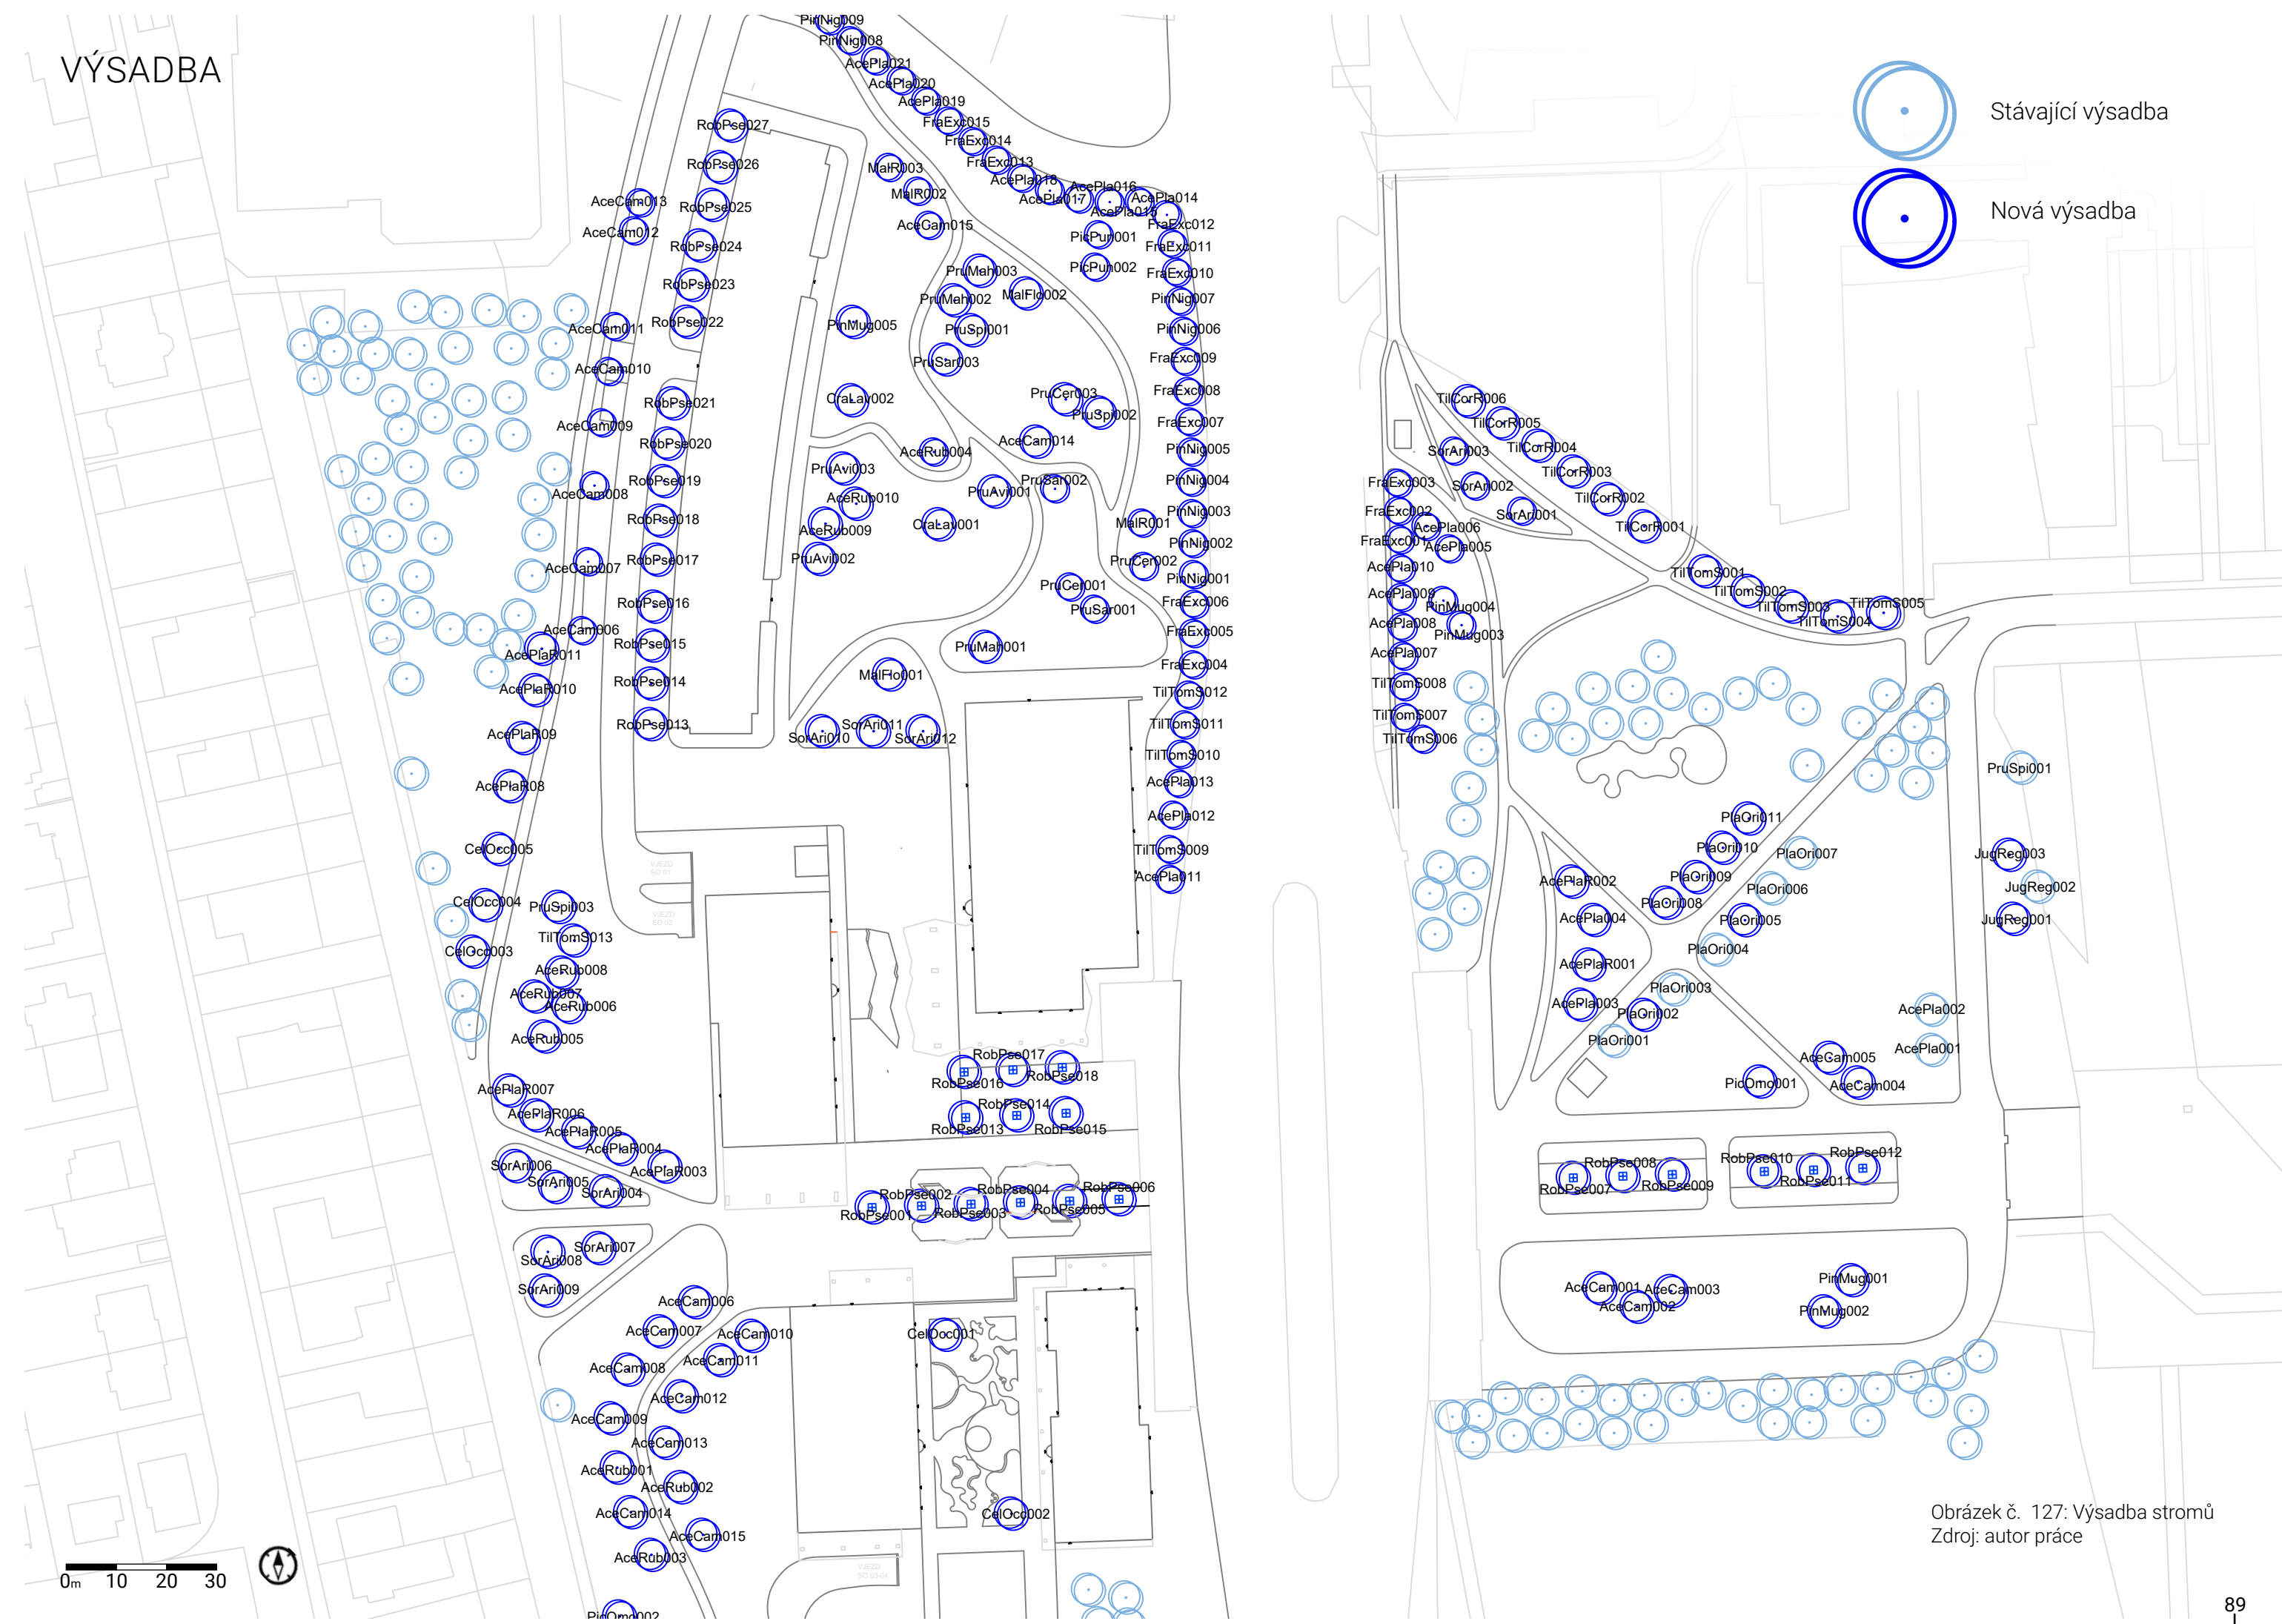 VÝSADBA
Stávající výsadba
Nová výsadba
PinNig009
PinNig008
AcePla021
AcePla020
AcePla019
FraExc015
FraExc014
FraExc013
AcePla018
AcePla017
AcePla016
AcePla015
AcePla014
FraExc012
FraExc011
FraExc010
PinNig007
PinNig006
FraExc009
FraExc008
FraExc007
PinNig005
PinNig004
PinNig003
PinNig002
PinNig001
FraExc006
FraExc005
FraExc004
TilTomS012
TilTomS011
TilTomS010
AcePla013
AcePla012
TilTomS009
AcePla011
RobPse027
RobPse026
RobPse025
RobPse024
RobPse023
RobPse022
RobPse021
RobPse020
RobPse019
RobPse018
RobPse017
RobPse016
RobPse015
RobPse014
RobPse013
AceCam013
AceCam012
AceCam011
AceCam010
AceCam009
AceCam008
AceCam007
AceCam006
AcePlaR011
AcePlaR010
AcePlaR09
AcePlaR08
CelOcc005
CelOcc004
CelOcc003
MalR003
MalR002
AceCam015
PicPun001
PicPun002
PruMah003
PruMah002
MalFlo002
PinMug005
PruSpi001
PruSar003
CraLav002
PruCer003
PruSpi002
AceCam014
AceRub004
PruAvi003
PruAvi001
PruSar002
AceRub010
AceRub009
CraLav001
MalR001
PruAvi002
PruCer002
PruCer001
PruSar001
PruMah001
MalFlo001
SorAri010
SorAri011
SorAri012
VJEZD
SO 01
VJEZD
SO 02
PruSpi003
TilTomS013
AceRub008
AceRub007
AceRub006
AceRub005
AcePlaR007
AcePlaR006
AcePlaR005
AcePlaR004
AcePlaR003
SorAri006
SorAri005
SorAri004
SorAri007
SorAri008
SorAri009
RobPse017
RobPse016
RobPse018
RobPse014
RobPse013
RobPse015
RobPse002
RobPse004
RobPse006
RobPse001
RobPse003
RobPse005
AceCam006
AceCam007
AceCam010
AceCam011
AceCam008
AceCam012
AceCam009
AceCam013
AceRub001
AceRub002
AceCam014
AceCam015
AceRub003
PicOmo002
CelOcc001
CelOcc002
VJEZD
SO 03-04
TilCorR006
TilCorR005
TilCorR004
TilCorR003
TilCorR002
TilCorR001
SorAri003
SorAri002
SorAri001
FraExc003
FraExc002
AcePla006
FraExc001
AcePla005
AcePla010
AcePla009
PinMug004
AcePla008
PinMug003
AcePla007
TilTomS008
TilTomS007
TilTomS006
TilTomS001
TilTomS002
TilTomS003
TilTomS005
TilTomS004
PruSpi001
JugReg003
JugReg002
JugReg001
PlaOri011
PlaOri010
PlaOri007
PlaOri009
PlaOri006
PlaOri008
PlaOri005
PlaOri004
PlaOri003
PlaOri002
PlaOri001
AcePlaR002
AcePla004
AcePlaR001
AcePla003
AcePla002
AcePla001
AceCam005
AceCam004
PicOmo001
RobPse008
RobPse010
RobPse012
RobPse007
RobPse009
RobPse011
AceCam001
AceCam003
AceCam002
PinMug001
PinMug002
0m 10 20 30
Obrázek č. 127: Výsadba stromů
Zdroj: autor práce
89